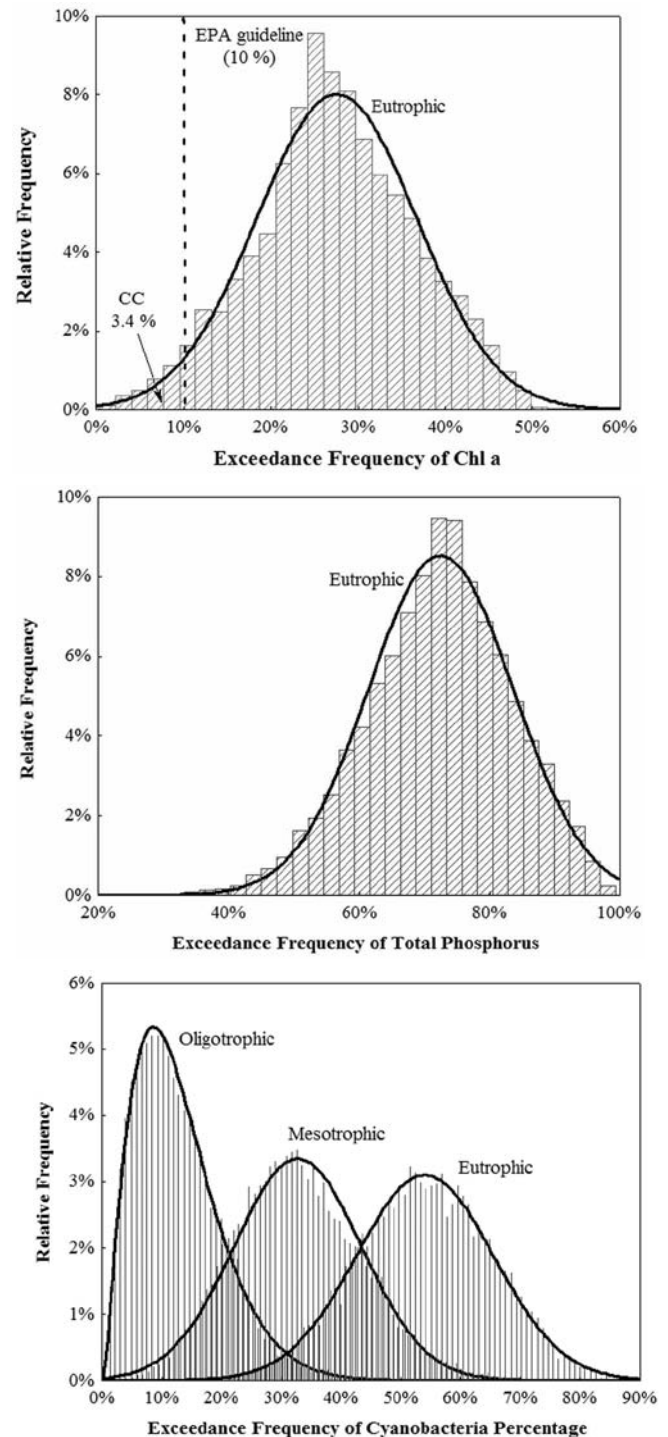 10%
EPA guideline
(10 %)
8%
Eutrophic
6%
Relative Frequency
4%
CC
3.4 %
2%
0%
0% 10% 20% 30% 40% 50% 60%
Exceedance Frequency of Chl a
10%
8%
Eutrophic
6%
Relative Frequency
4%
2%
0%
20% 40% 60% 80% 100%
Exceedance Frequency of Total Phosphorus
6%
Oligotrophic
5%
4%
Mesotrophic
Eutrophic
3%
Relative Frequency
2%
1%
0%
0% 10% 20% 30% 40% 50% 60% 70% 80% 90%
Exceedance Frequency of Cyanobacteria Percentage